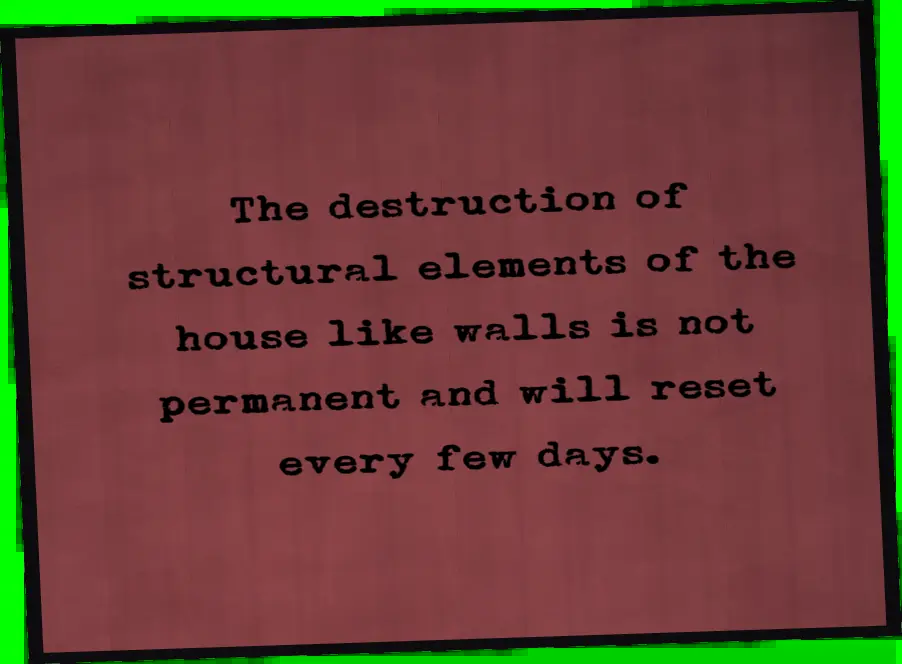 The destruction of
structural elements of the
house like walls is not
permanent and will reset
every few days.